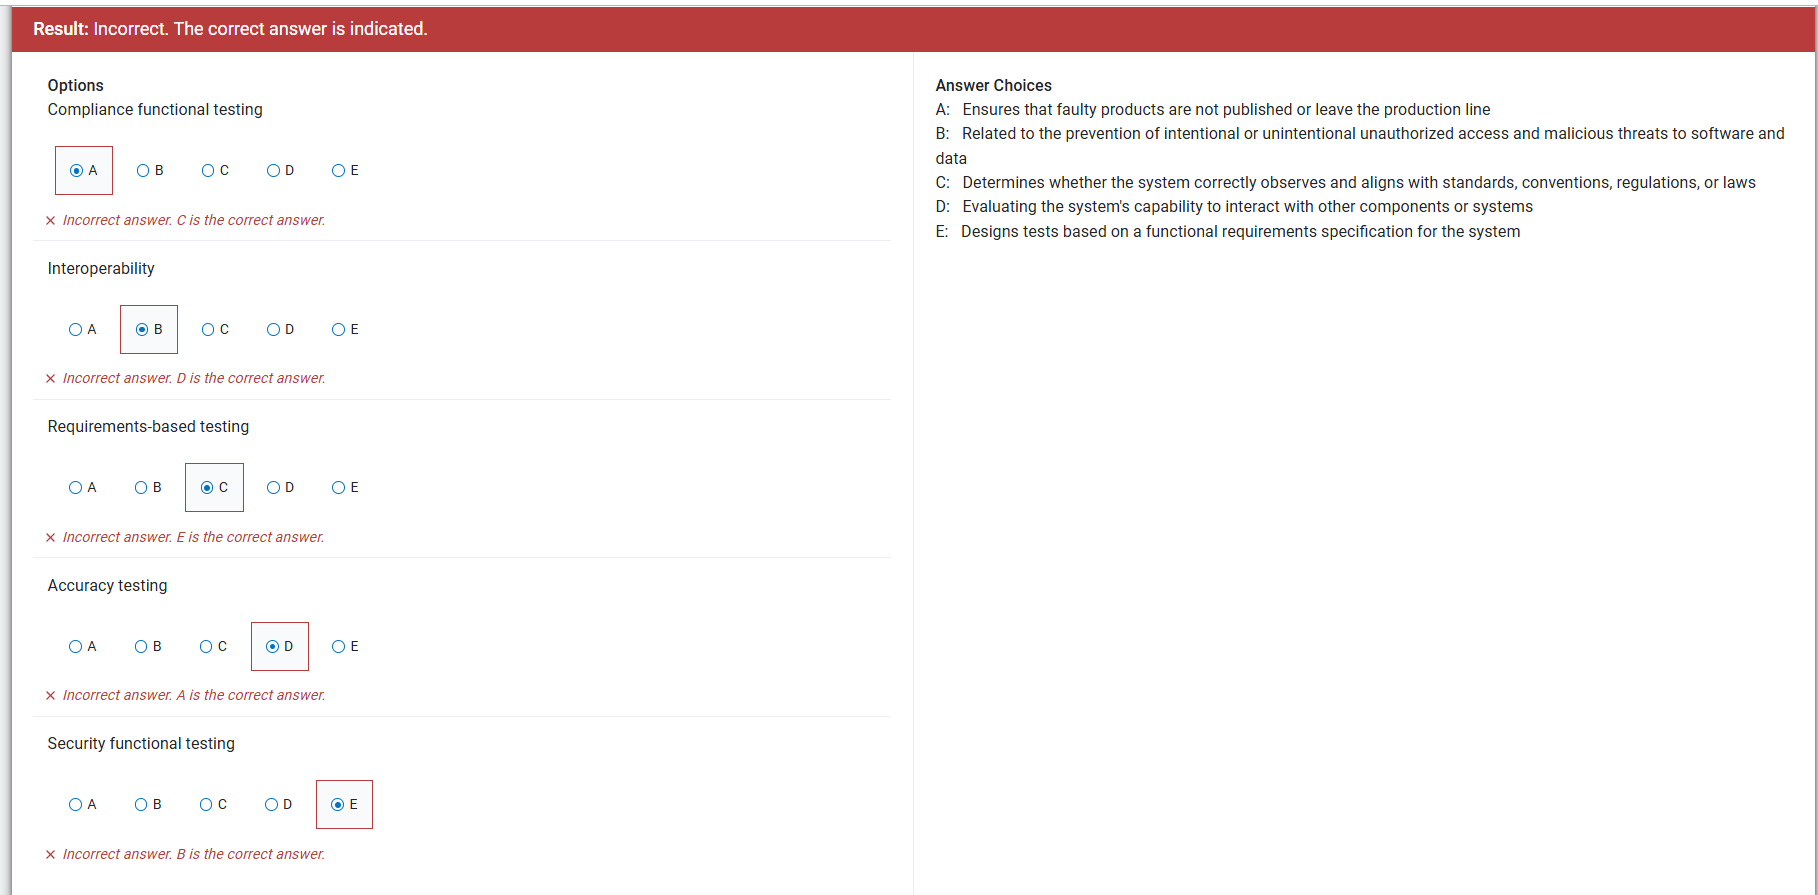 Result: Incorrect. The correct answer is indicated.
Options
Compliance functional testing
A B C D E
× Incorrect answer. C is the correct answer.
Interoperability
A B C D E
× Incorrect answer. D is the correct answer.
Requirements-based testing
A B C D E
× Incorrect answer. E is the correct answer.
Accuracy testing
A B C D E
× Incorrect answer. A is the correct answer.
Security functional testing
A B C D E
× Incorrect answer. B is the correct answer.
Answer Choices
A: Ensures that faulty products are not published or leave the production line
B: Related to the prevention of intentional or unintentional unauthorized access and malicious threats to software and
data
C: Determines whether the system correctly observes and aligns with standards, conventions, regulations, or laws
D: Evaluating the system's capability to interact with other components or systems
E: Designs tests based on a functional requirements specification for the system